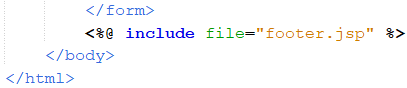 </form>
<%@ include file="footer.jsp" %>
</body>
</html>